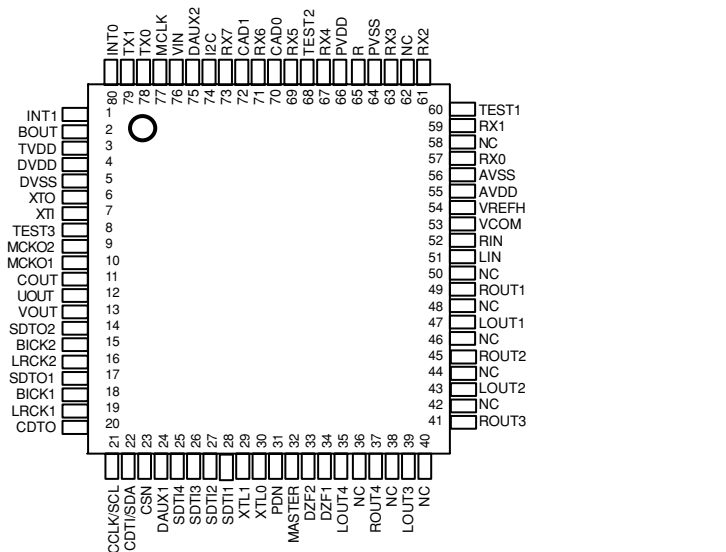 INT0
TX1
TX0
MCLK
VIN
DAUX2
I2C
RX7
CAD1
RX6
CAD0
RX5
TEST2
RX4
PVDD
R
PVSS
RX3
NC
RX2
80
79
78
77
76
75
74
73
72
71
70
69
68
67
66
65
64
63
62
61
INT1 1
BOUT 2
TVDD 3
DVDD 4
DVSS 5
XTO 6
XTI 7
TEST3 8
MCKO2 9
MCKO1 10
COUT 11
UOUT 12
VOUT 13
SDTO2 14
BICK2 15
LRCK2 16
SDTO1 17
BICK1 18
LRCK1 19
CDTO 20
60 TEST1
59 RX1
58 NC
57 RX0
56 AVSS
55 AVDD
54 VREFH
53 VCOM
52 RIN
51 LIN
50 NC
49 ROUT1
48 NC
47 LOUT1
46 NC
45 ROUT2
44 NC
43 LOUT2
42 NC
41 ROUT3
21
22
23
24
25
26
27
28
29
30
31
32
33
34
35
36
37
38
39
40
CCLK/SCL
CDTI/SDA
CSN
DAUX1
SDTI4
SDTI3
SDTI2
SDTI1
XTL1
XTL0
PDN
MASTER
DZF2
DZF1
LOUT4
NC
ROUT4
NC
LOUT3
NC